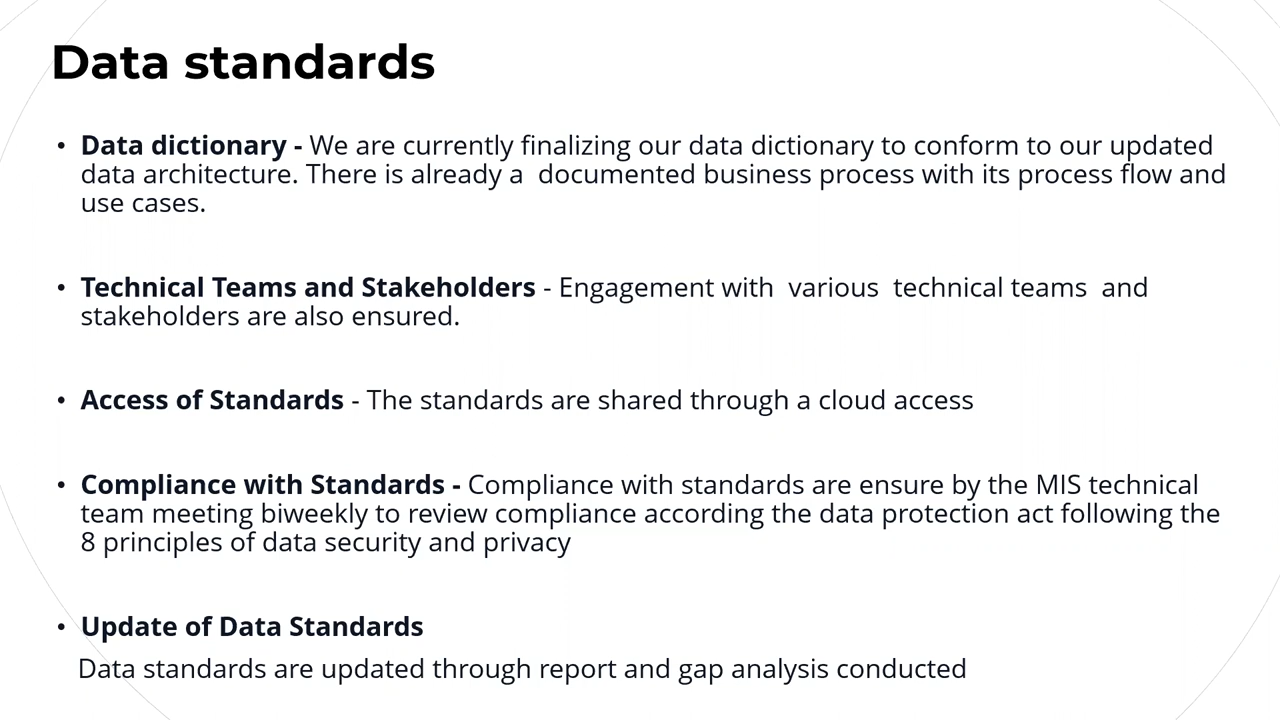 Data standards
• Data dictionary - We are currently finalizing our data dictionary to conform to our updated
data architecture. There is already a  documented business process with its process flow and
use cases.
• Technical Teams and Stakeholders - Engagement with  various  technical teams  and
stakeholders are also ensured.
• Access of Standards - The standards are shared through a cloud access
• Compliance with Standards - Compliance with standards are ensure by the MIS technical
team meeting biweekly to review compliance according the data protection act following the
8 principles of data security and privacy
• Update of Data Standards
Data standards are updated through report and gap analysis conducted